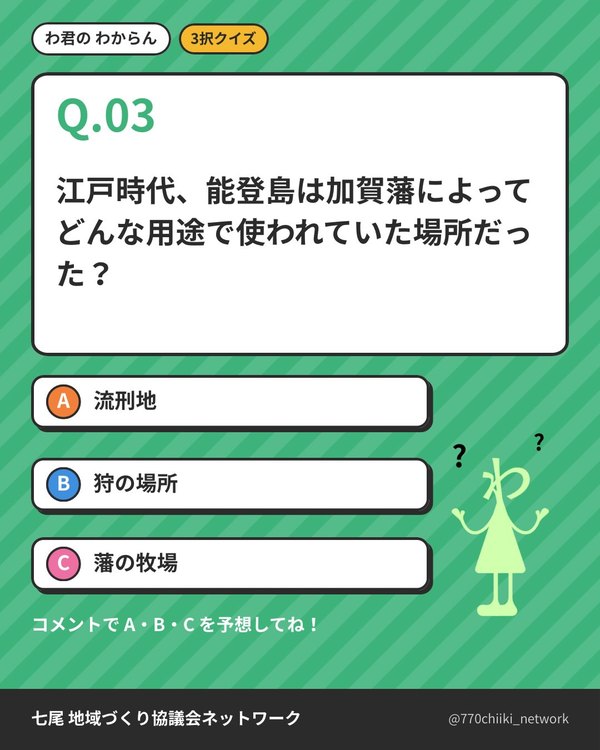 わ君の わからん
3択クイズ
Q.03
江戸時代、能登島は加賀藩によって
どんな用途で使われていた場所だっ
た？
A 流刑地
B 狩の場所
C 藩の牧場
? ?
わ
コメントで A・B・C を予想してね！
七尾 地域づくり協議会ネットワーク
@770chiiki_network